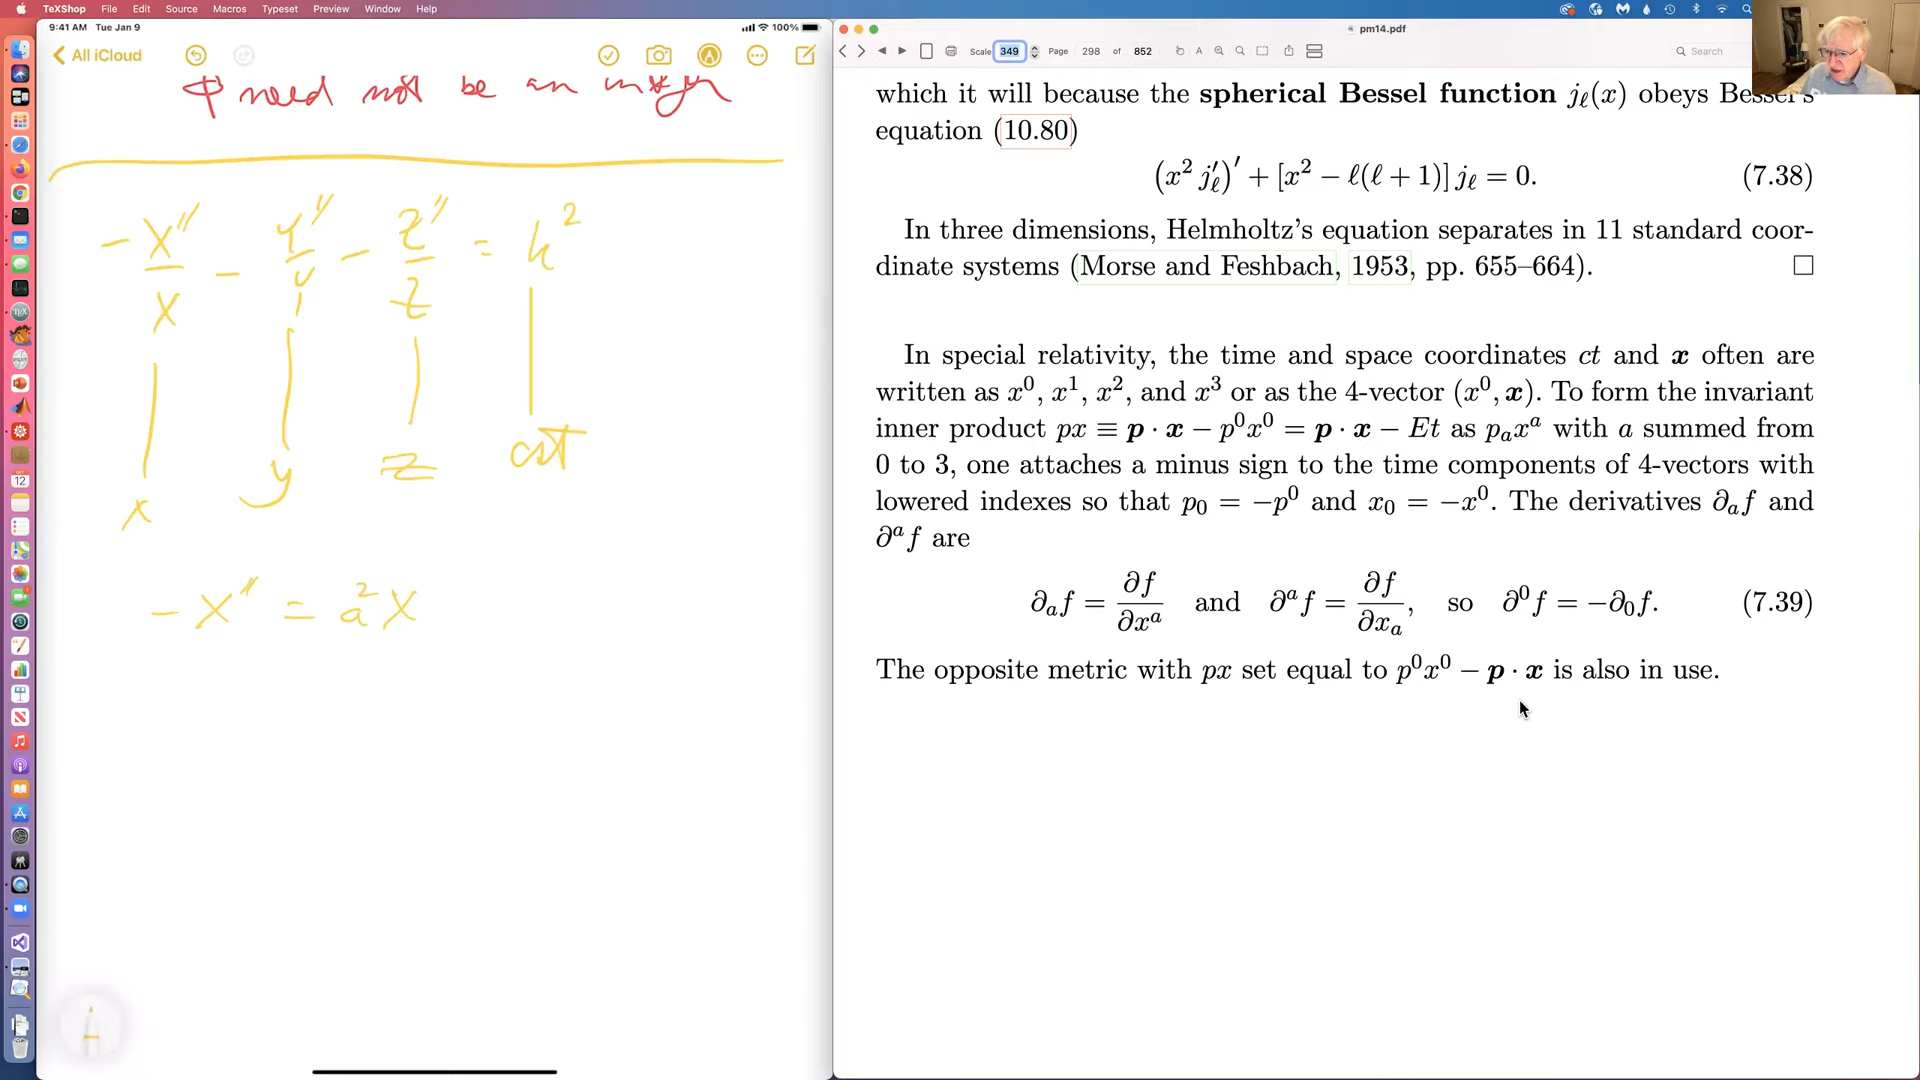 TeXShop File Edit Source Macros Typeset Preview Window Help
9:41 AM Tue Jan 9 100%
All iCloud
need not be an
− X″/X − Y″/Y − Z″/Z = k²
x y z cst
− X″ = a² X
pm14.pdf
Scale 349 Page 298 of 852 Search
which it will because the spherical Bessel function jℓ(x) obeys Bessel's
equation (10.80)
(x² j′ℓ)′ + [x² − ℓ(ℓ + 1)] jℓ = 0. (7.38)
In three dimensions, Helmholtz's equation separates in 11 standard coor-
dinate systems (Morse and Feshbach, 1953, pp. 655–664). □
In special relativity, the time and space coordinates ct and x often are
written as x⁰, x¹, x², and x³ or as the 4-vector (x⁰, x). To form the invariant
inner product px ≡ p · x − p⁰x⁰ = p · x − Et as pₐxᵃ with a summed from
0 to 3, one attaches a minus sign to the time components of 4-vectors with
lowered indexes so that p₀ = −p⁰ and x₀ = −x⁰. The derivatives ∂ₐf and
∂ᵃf are
∂ₐf = ∂f/∂xᵃ and ∂ᵃf = ∂f/∂xₐ, so ∂⁰f = −∂₀f. (7.39)
The opposite metric with px set equal to p⁰x⁰ − p · x is also in use.